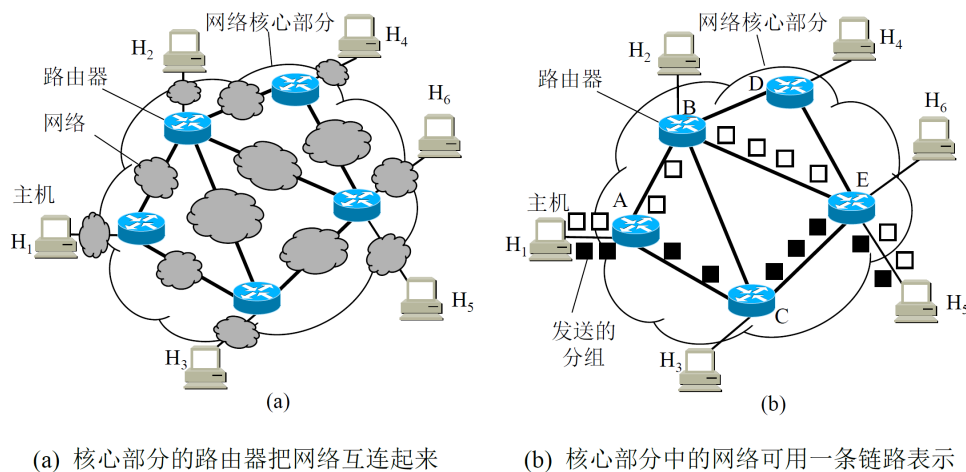 网络核心部分
H2
H4
路由器
H6
网络
主机
H1
H5
H3
(a)
网络核心部分
H2
H4
D
路由器
B
H6
A
E
主机
H1
H5
C
发送的
分组
H3
(b)
(a) 核心部分的路由器把网络互连起来
(b) 核心部分中的网络可用一条链路表示